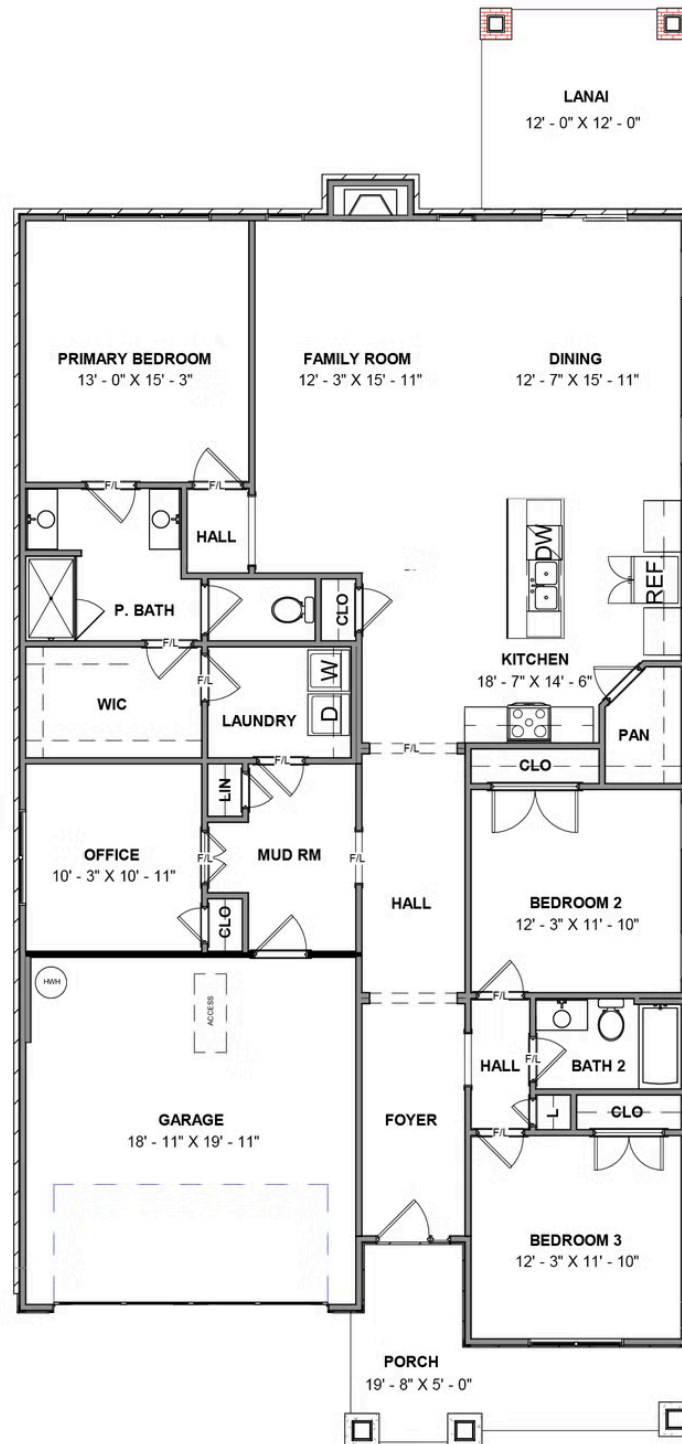 LANAI
12' - 0" X 12' - 0"
PRIMARY BEDROOM
13' - 0" X 15' - 3"
FAMILY ROOM
12' - 3" X 15' - 11"
DINING
12' - 7" X 15' - 11"
F/L
F/L
HALL
DW
REF
P. BATH
CLO
F/L
KITCHEN
18' - 7" X 14' - 6"
WIC
F/L
LAUNDRY
W
D
PAN
F/L
F/L
CLO
LIN
OFFICE
10' - 3" X 10' - 11"
F/L
MUD RM
F/L
HALL
BEDROOM 2
12' - 3" X 11' - 10"
CLO
HWH
ACCESS
F/L
HALL
F/L
BATH 2
GARAGE
18' - 11" X 19' - 11"
FOYER
L
CLO
F/L
BEDROOM 3
12' - 3" X 11' - 10"
PORCH
19' - 8" X 5' - 0"